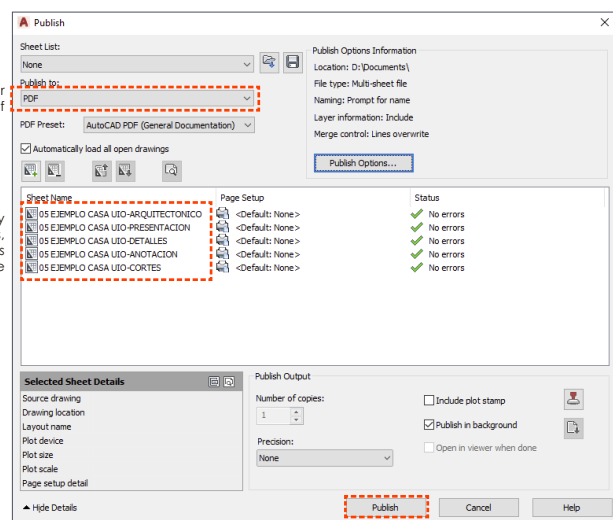 Publish
Sheet List:
None
Publish to:
PDF
PDF Preset: AutoCAD PDF (General Documentation)
Automatically load all open drawings
Publish Options Information
Location: D:\Documents\
File type: Multi-sheet file
Naming: Prompt for name
Layer information: Include
Merge control: Lines overwrite
Publish Options...
Sheet Name Page Setup Status
05 EJEMPLO CASA UIO-ARQUITECTONICO <Default: None> No errors
05 EJEMPLO CASA UIO-PRESENTACION <Default: None> No errors
05 EJEMPLO CASA UIO-DETALLES <Default: None> No errors
05 EJEMPLO CASA UIO-ANOTACION <Default: None> No errors
05 EJEMPLO CASA UIO-CORTES <Default: None> No errors
Selected Sheet Details
Source drawing
Drawing location
Layout name
Plot device
Plot size
Plot scale
Page setup detail
Hide Details
Publish Output
Number of copies:
1
Precision:
None
Include plot stamp
Publish in background
Open in viewer when done
Publish Cancel Help